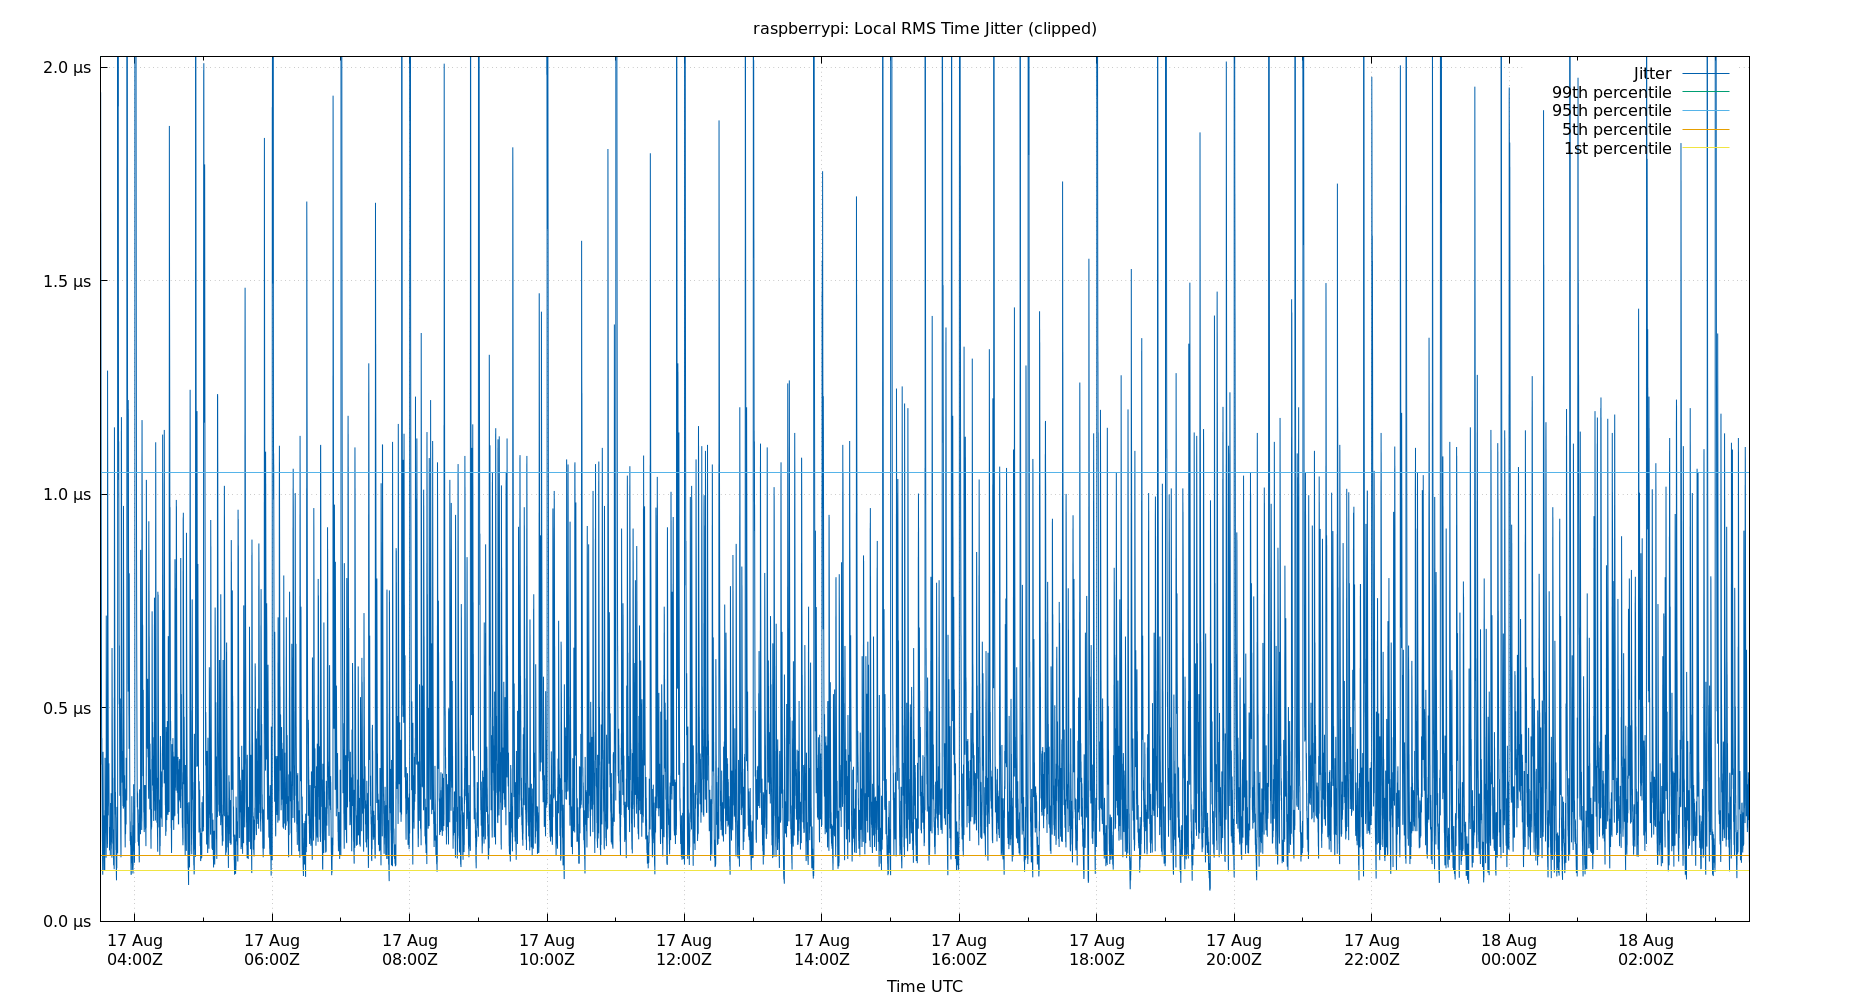 raspberrypi: Local RMS Time Jitter (clipped)
2.0 µs
1.5 µs
1.0 µs
0.5 µs
0.0 µs
Jitter
99th percentile
95th percentile
5th percentile
1st percentile
17 Aug 17 Aug 17 Aug 17 Aug 17 Aug 17 Aug 17 Aug 17 Aug 17 Aug 17 Aug 18 Aug 18 Aug
04:00Z 06:00Z 08:00Z 10:00Z 12:00Z 14:00Z 16:00Z 18:00Z 20:00Z 22:00Z 00:00Z 02:00Z
Time UTC